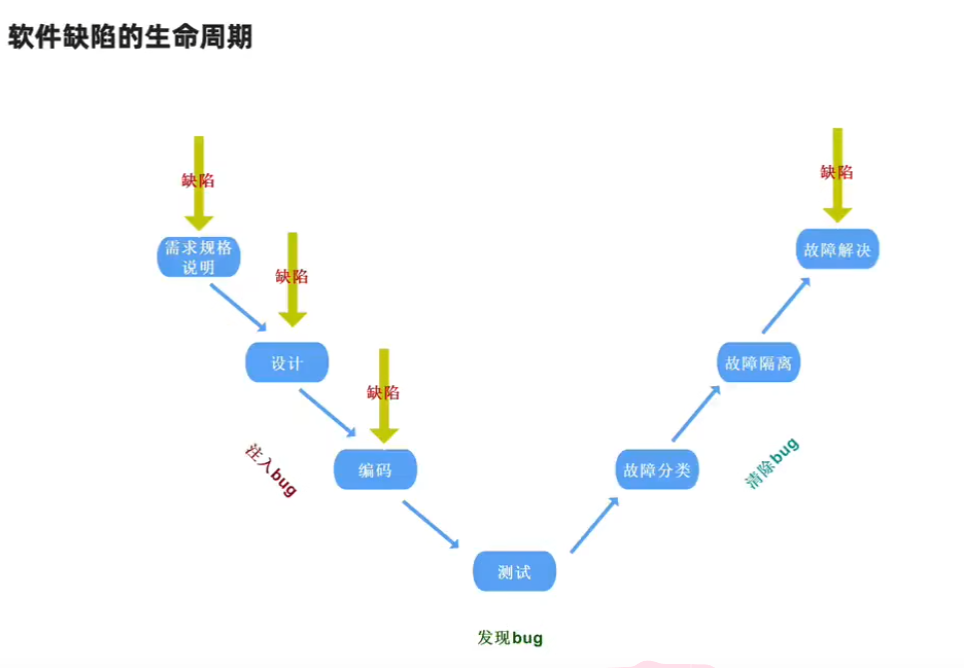 软件缺陷的生命周期
缺陷
缺陷
需求规格
说明
故障解决
缺陷
设计
故障隔离
缺陷
注入bug
编码
故障分类
清除bug
测试
发现bug